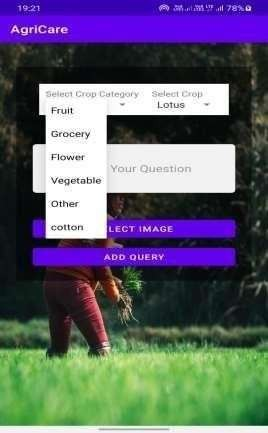 19:21
78%
AgriCare
Select Crop Category
Select Crop
Fruit
Lotus
Grocery
Flower
Your Question
Vegetable
Other
cotton
LECT IMAGE
ADD QUERY